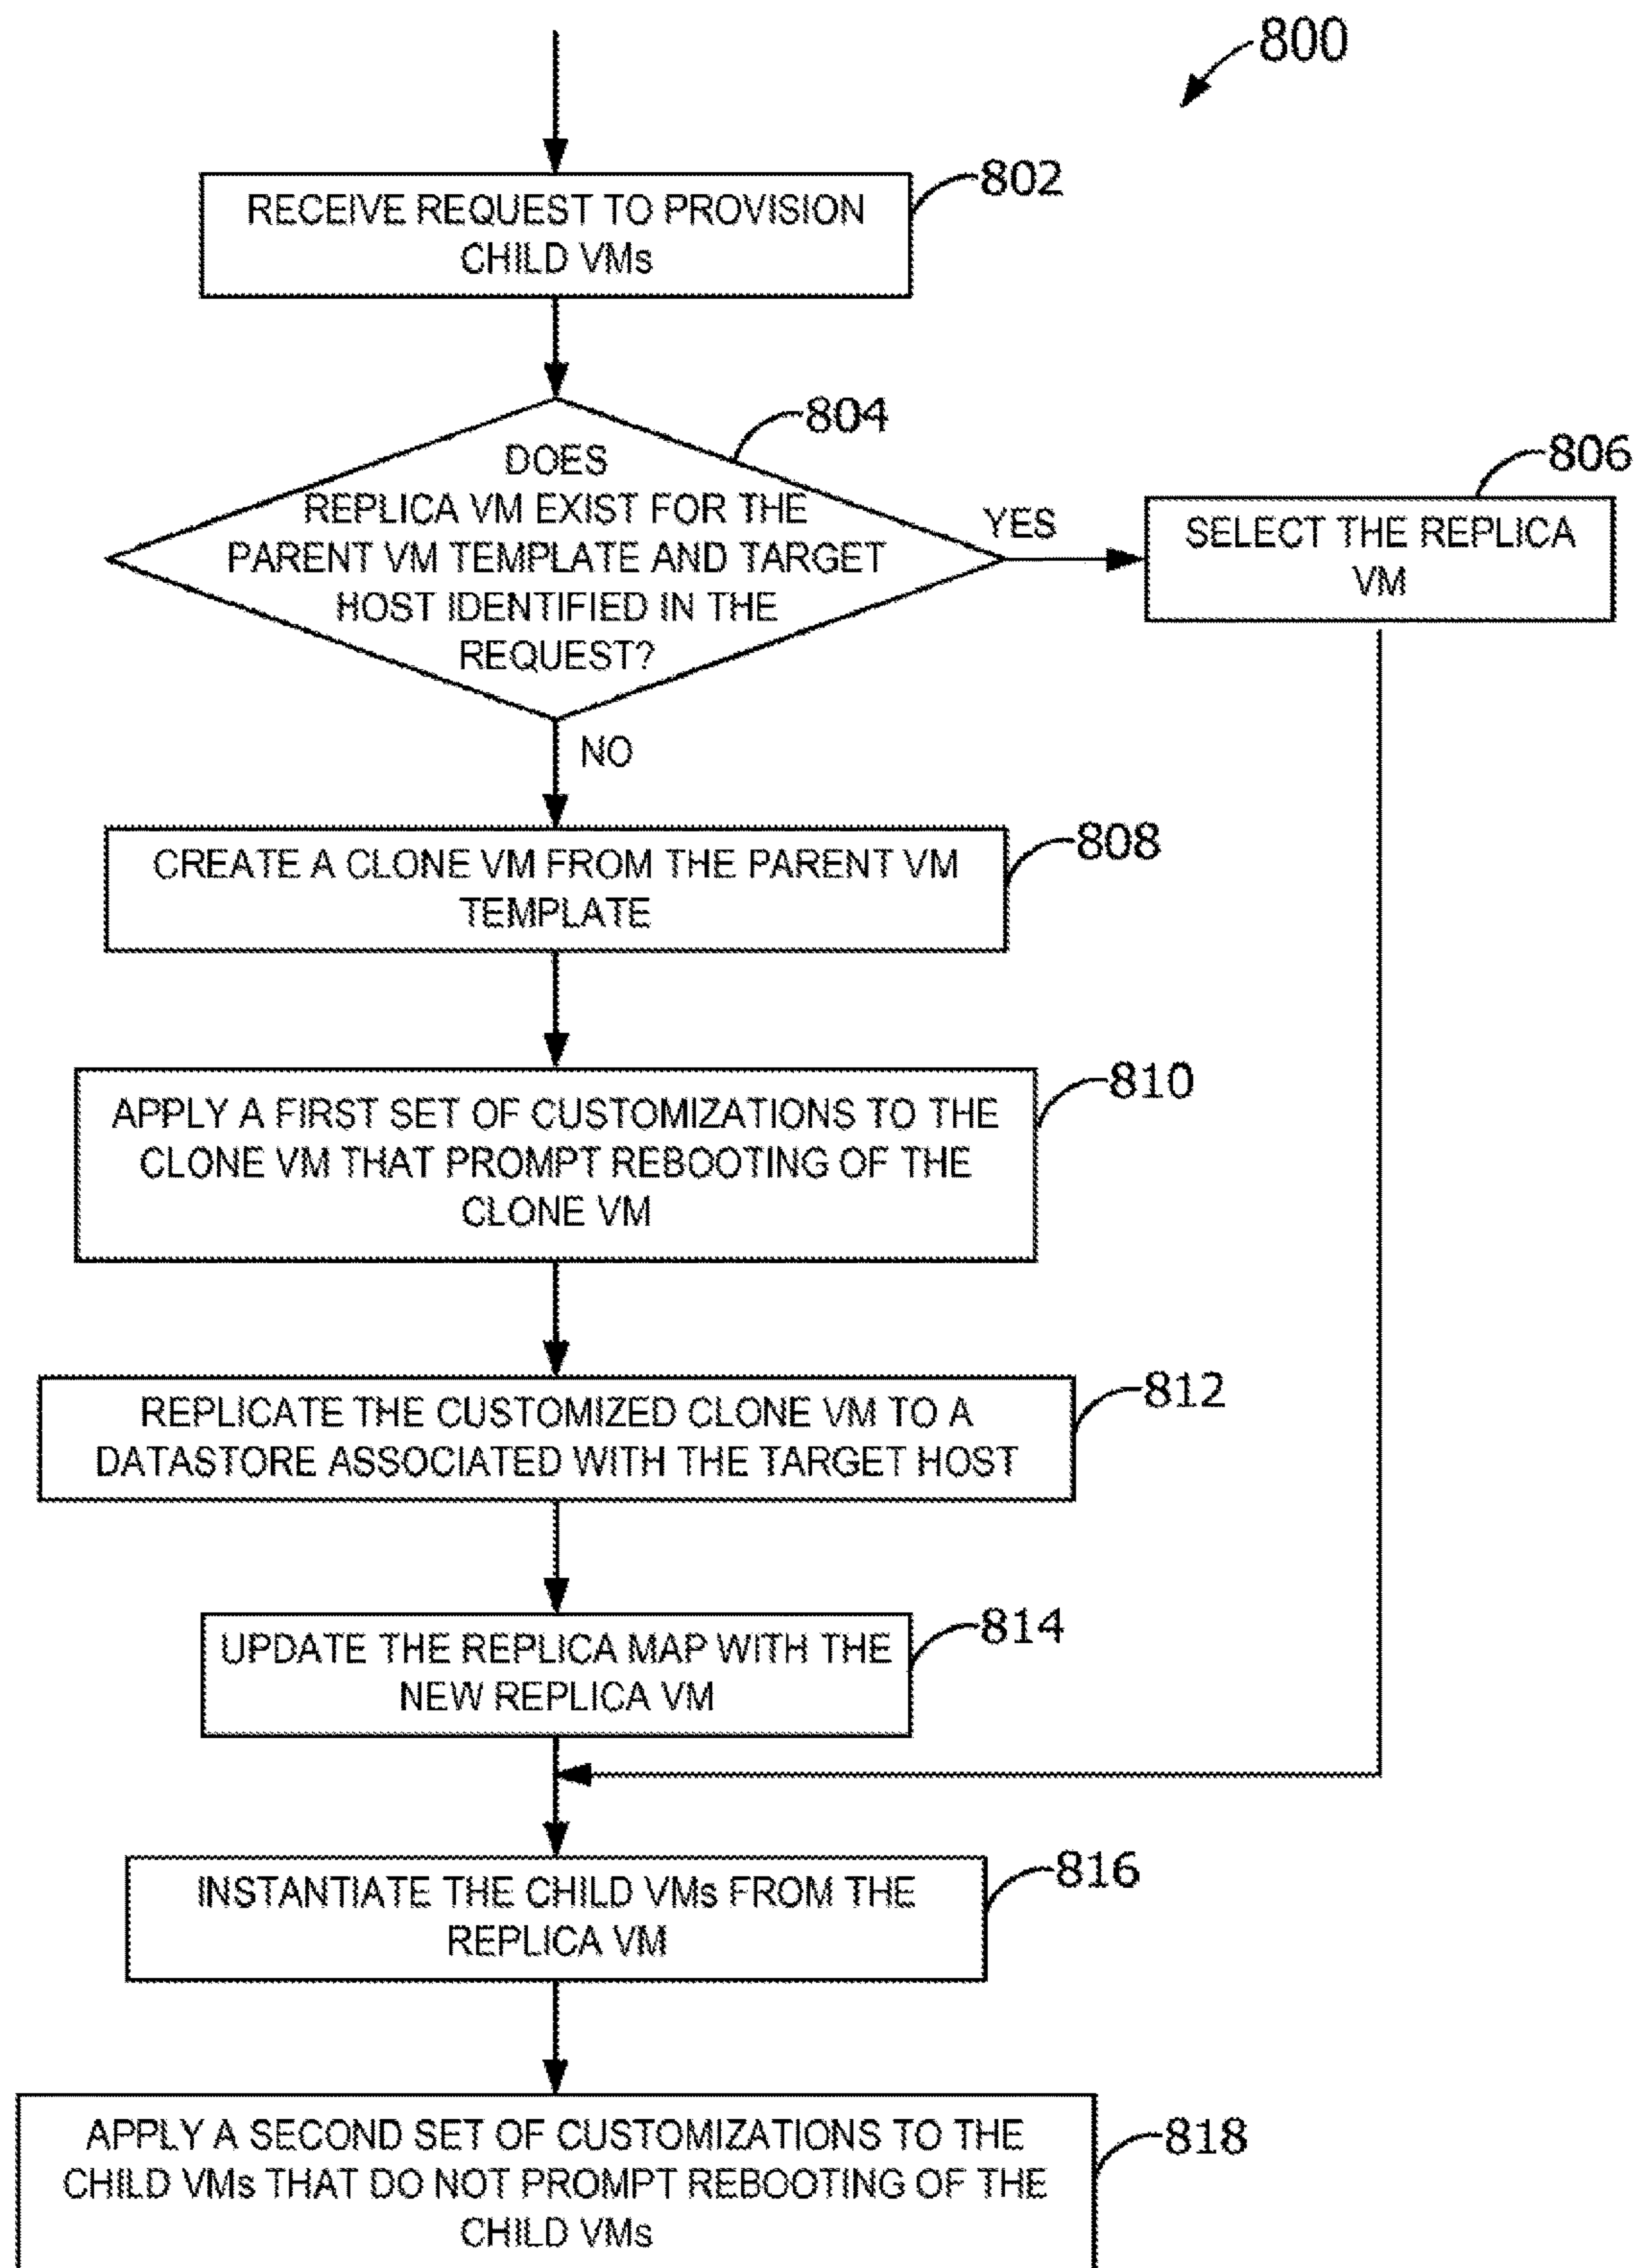 800
802
RECEIVE REQUEST TO PROVISION
CHILD VMs
804
DOES
REPLICA VM EXIST FOR THE
PARENT VM TEMPLATE AND TARGET
HOST IDENTIFIED IN THE
REQUEST?
YES
806
SELECT THE REPLICA
VM
NO
808
CREATE A CLONE VM FROM THE PARENT VM
TEMPLATE
810
APPLY A FIRST SET OF CUSTOMIZATIONS TO THE
CLONE VM THAT PROMPT REBOOTING OF THE
CLONE VM
812
REPLICATE THE CUSTOMIZED CLONE VM TO A
DATASTORE ASSOCIATED WITH THE TARGET HOST
814
UPDATE THE REPLICA MAP WITH THE
NEW REPLICA VM
816
INSTANTIATE THE CHILD VMs FROM THE
REPLICA VM
818
APPLY A SECOND SET OF CUSTOMIZATIONS TO THE
CHILD VMs THAT DO NOT PROMPT REBOOTING OF THE
CHILD VMs